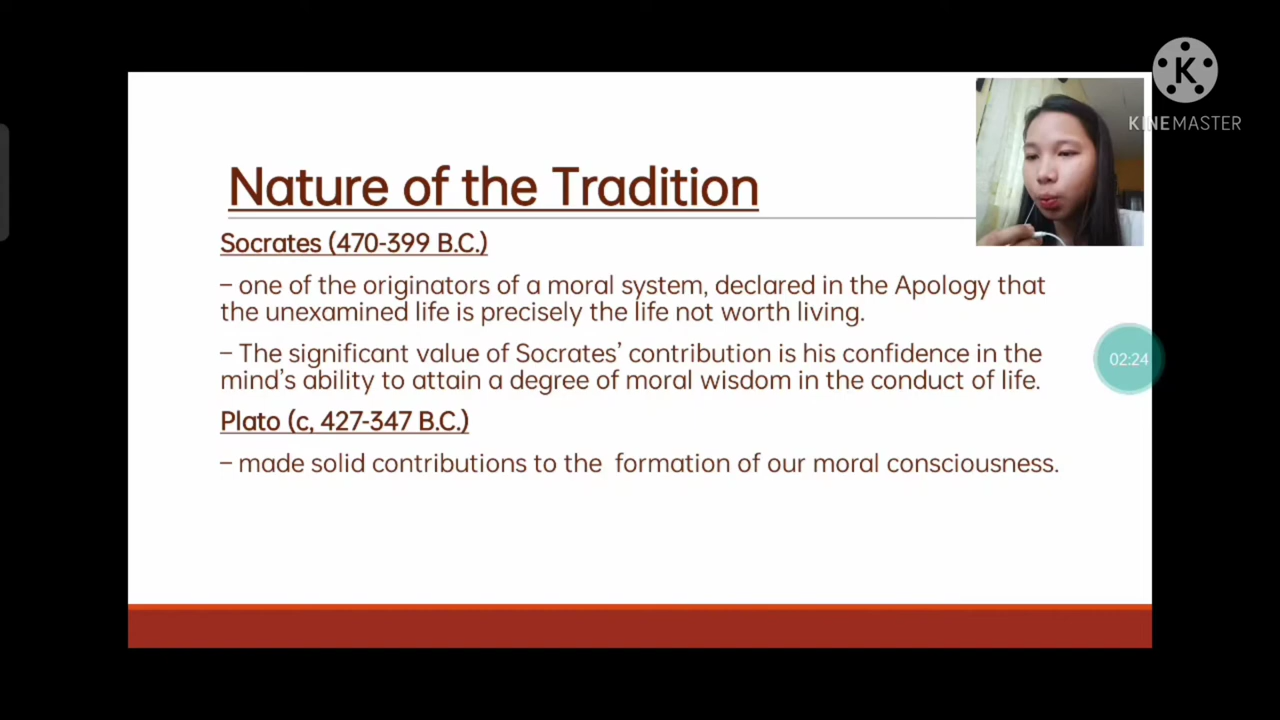 K
KINEMASTER
Nature of the Tradition
Socrates (470-399 B.C.)
– one of the originators of a moral system, declared in the Apology that
the unexamined life is precisely the life not worth living.
– The significant value of Socrates’ contribution is his confidence in the
mind’s ability to attain a degree of moral wisdom in the conduct of life.
02:24
Plato (c, 427-347 B.C.)
– made solid contributions to the  formation of our moral consciousness.